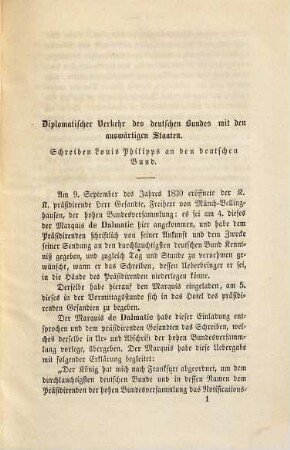 Diplomatischer Verkehr des deutschen Bundes mit den
auswärtigen Staaten.
Schreiben Louis Philipps an den deutschen
Bund.
Am 9. September des Jahres 1830 eröffnete der K.
K. präsidirende Herr Gesandte, Freiherr von Münch-Belling-
hausen, der hohen Bundesversammlung: es sei am 4. dieses
der Marquis de Dalmatie hier angekommen, und habe dem
Präsidirenden schriftlich von seiner Ankunft und dem Zwecke
seiner Sendung an den durchlauchtigsten deutschen Bund Kenntniß
gegeben, und zugleich Tag und Stunde zu vernehmen ge-
wünscht, wann er das Schreiben, dessen Ueberbringer er sei,
in die Hände des Präsidirenden niederlegen könne.
Derselbe habe hierauf den Marquis eingeladen, am 5.
dieses in der Vormittagsstunde sich in das Hotel des präsidi-
renden Gesandten zu begeben.
Der Marquis de Dalmatie habe dieser Einladung ent-
sprochen und dem präsidirenden Gesandten das Schreiben, wel-
ches derselbe in Ur- und Abschrift der hohen Bundesversamm-
lung vorlege, übergeben. Der Marquis habe diese Uebergabe
mit folgender Erklärung begleitet:
„Der König hat mich nach Frankfurt abgeordnet, um dem
durchlauchtigsten deutschen Bunde und in dessen Namen dem
Präsidirenden der hohen Bundesversammlung das Notifications-
1